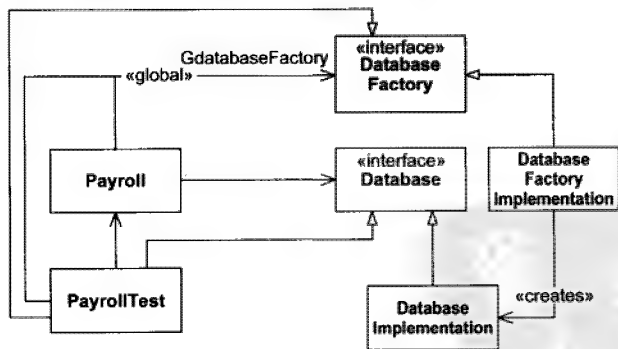 «interface»
Database
Factory
GdatabaseFactory
«global»
Payroll
«interface»
Database
Database
Factory
Implementation
PayrollTest
Database
Implementation
«creates»